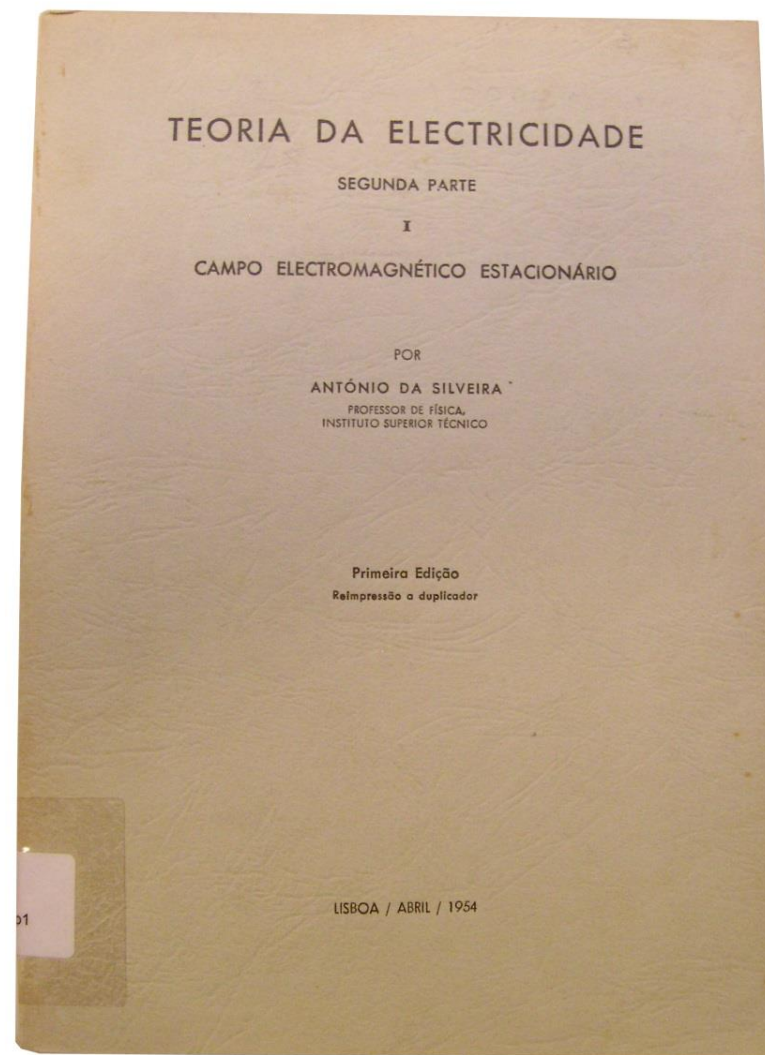 TEORIA DA ELECTRICIDADE
SEGUNDA PARTE
I
CAMPO ELECTROMAGNÉTICO ESTACIONÁRIO
POR
ANTÓNIO DA SILVEIRA
PROFESSOR DE FÍSICA,
INSTITUTO SUPERIOR TÉCNICO
Primeira Edição
Reimpressão a duplicador
LISBOA / ABRIL / 1954